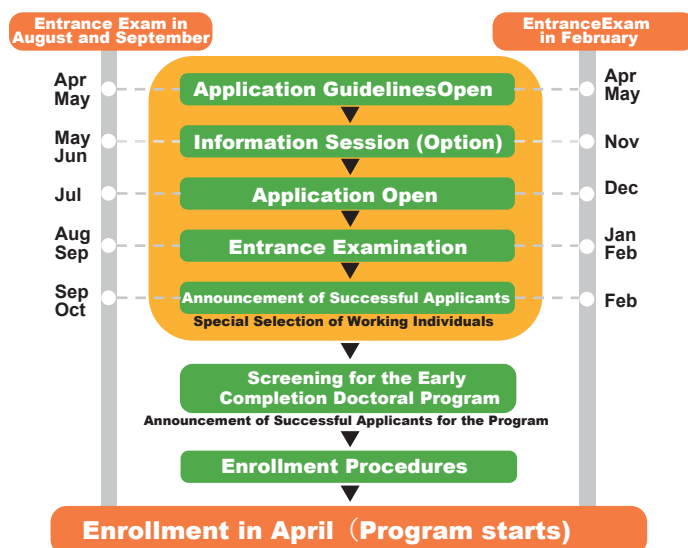 Entrance Exam in
August and September
EntranceExam
in February
Apr
May
Application GuidelinesOpen
Apr
May
May
Jun
Information Session (Option)
Nov
Jul
Application Open
Dec
Aug
Sep
Entrance Examination
Jan
Feb
Sep
Oct
Announcement of Successful Applicants
Feb
Special Selection of Working Individuals
Screening for the Early
Completion Doctoral Program
Announcement of Successful Applicants for the Program
Enrollment Procedures
Enrollment in April（Program starts)